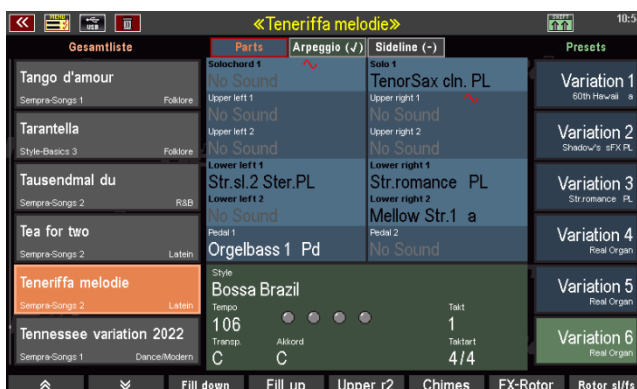 MENU
USB
«Teneriffa melodie»
SHIFT
10:5
Gesamtliste
Parts
Arpeggio (√)
Sideline (-)
Presets
Tango d'amour
Sempra-Songs 1
Folklore
Tarantella
Style-Basics 3
Folklore
Tausendmal du
Sempra-Songs 2
R&B
Tea for two
Sempra-Songs 2
Latein
Teneriffa melodie
Sempra-Songs 2
Latein
Tennessee variation 2022
Sempra-Songs 1
Dance/Modern
Solochord 1
No Sound
Solo 1
TenorSax cln. PL
Upper left 1
No Sound
Upper right 1
No Sound
Upper left 2
No Sound
Upper right 2
No Sound
Lower left 1
Str.sl.2 Ster.PL
Lower right 1
Str.romance PL
Lower left 2
No Sound
Lower right 2
Mellow Str.1 a
Pedal 1
Orgelbass 1 Pd
Pedal 2
No Sound
Style
Bossa Brazil
Tempo
106
Takt
1
Transp.
C
Akkord
C
Taktart
4/4
Variation 1
60th Hawaii a
Variation 2
Shadow's sFX PL
Variation 3
Str.romance PL
Variation 4
Real Organ
Variation 5
Real Organ
Variation 6
Real Organ
Fill down
Fill up
Upper r2
Chimes
FX-Rotor
Rotor sl/fs